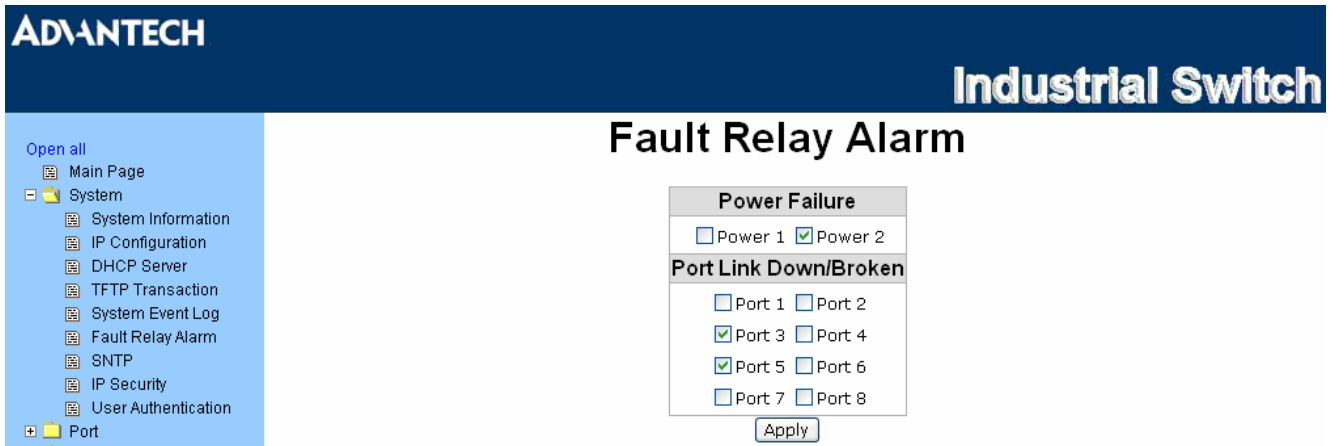 ADVANTECH
Industrial Switch
Open all
Main Page
System
System Information
IP Configuration
DHCP Server
TFTP Transaction
System Event Log
Fault Relay Alarm
SNTP
IP Security
User Authentication
Port
Fault Relay Alarm
Power Failure
Power 1 Power 2
Port Link Down/Broken
Port 1 Port 2
Port 3 Port 4
Port 5 Port 6
Port 7 Port 8
Apply